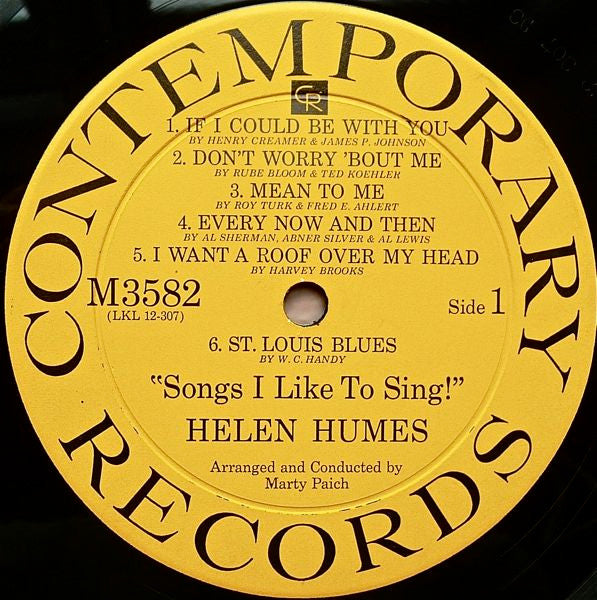 CONTEMPORARY RECORDS
CR
1. IF I COULD BE WITH YOU
BY HENRY CREAMER & JAMES P. JOHNSON
2. DON'T WORRY 'BOUT ME
BY RUBE BLOOM & TED KOEHLER
3. MEAN TO ME
BY ROY TURK & FRED E. AHLERT
4. EVERY NOW AND THEN
BY AL SHERMAN, ABNER SILVER & AL LEWIS
5. I WANT A ROOF OVER MY HEAD
BY HARVEY BROOKS
M3582
(LKL 12-307)
Side 1
6. ST. LOUIS BLUES
BY W. C. HANDY
"Songs I Like To Sing!"
HELEN HUMES
Arranged and Conducted by
Marty Paich